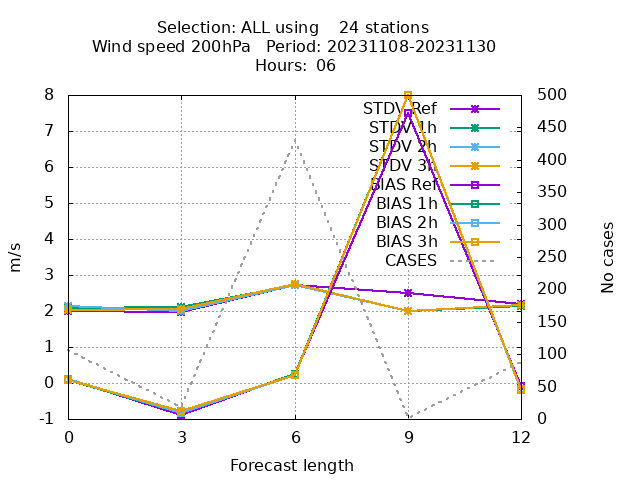 Selection: ALL using    24 stations
Wind speed 200hPa   Period: 20231108-20231130
Hours:  06
8
7
6
5
4
3
2
1
0
-1
m/s
STDV Ref
STDV 1h
STDV 2h
STDV 3h
BIAS Ref
BIAS 1h
BIAS 2h
BIAS 3h
CASES
500
450
400
350
300
250
200
150
100
50
0
No cases
0 3 6 9 12
Forecast length